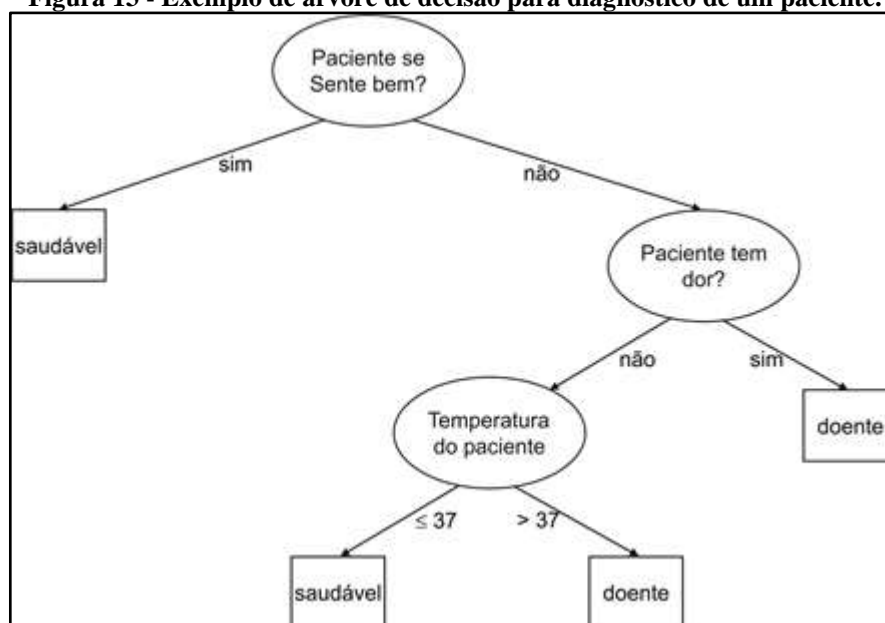 Figura 15 - Exemplo de árvore de decisão para diagnóstico de um paciente.
Paciente se
Sente bem?
sim
não
saudável
Paciente tem
dor?
não
sim
Temperatura
do paciente
doente
≤ 37
> 37
saudável
doente